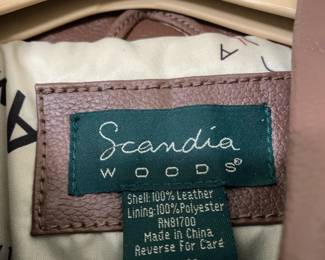 Scandia
WOODS®
Shell:100% Leather
Lining:100%Polyester
RN81700
Made in China
Reverse For Care